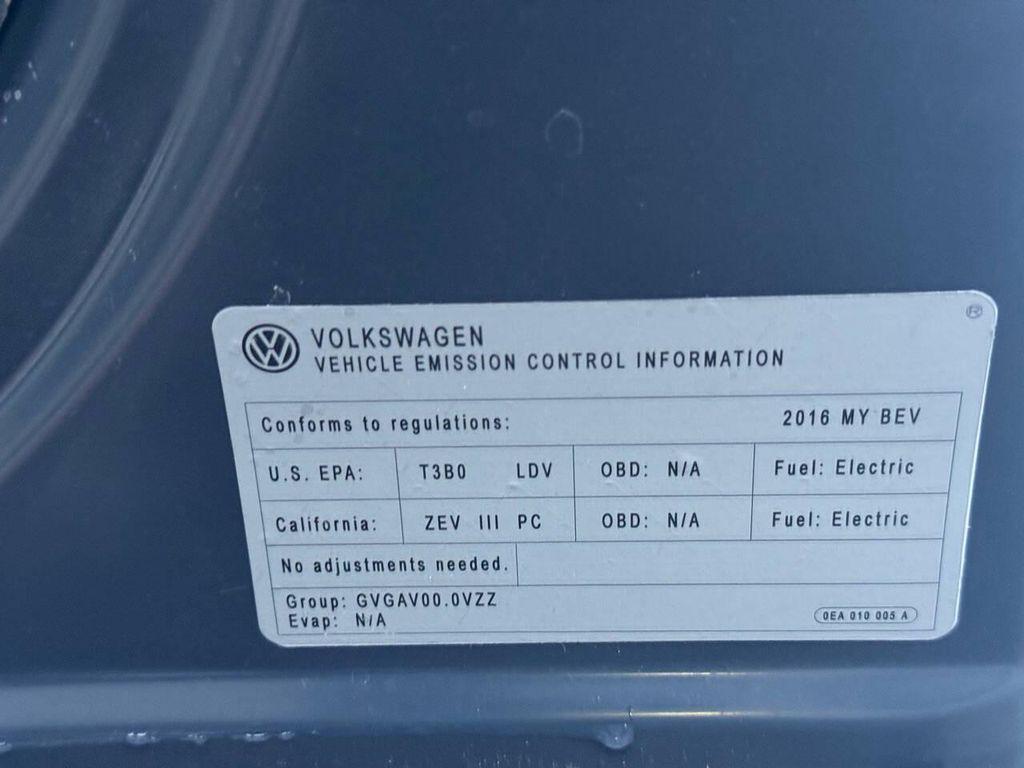 VOLKSWAGEN
VEHICLE EMISSION CONTROL INFORMATION
®
Conforms to regulations: 2016 MY BEV
U.S. EPA: T3B0 LDV OBD: N/A Fuel: Electric
California: ZEV III PC OBD: N/A Fuel: Electric
No adjustments needed.
Group: GVGAV00.0VZZ
Evap: N/A
0EA 010 005 A